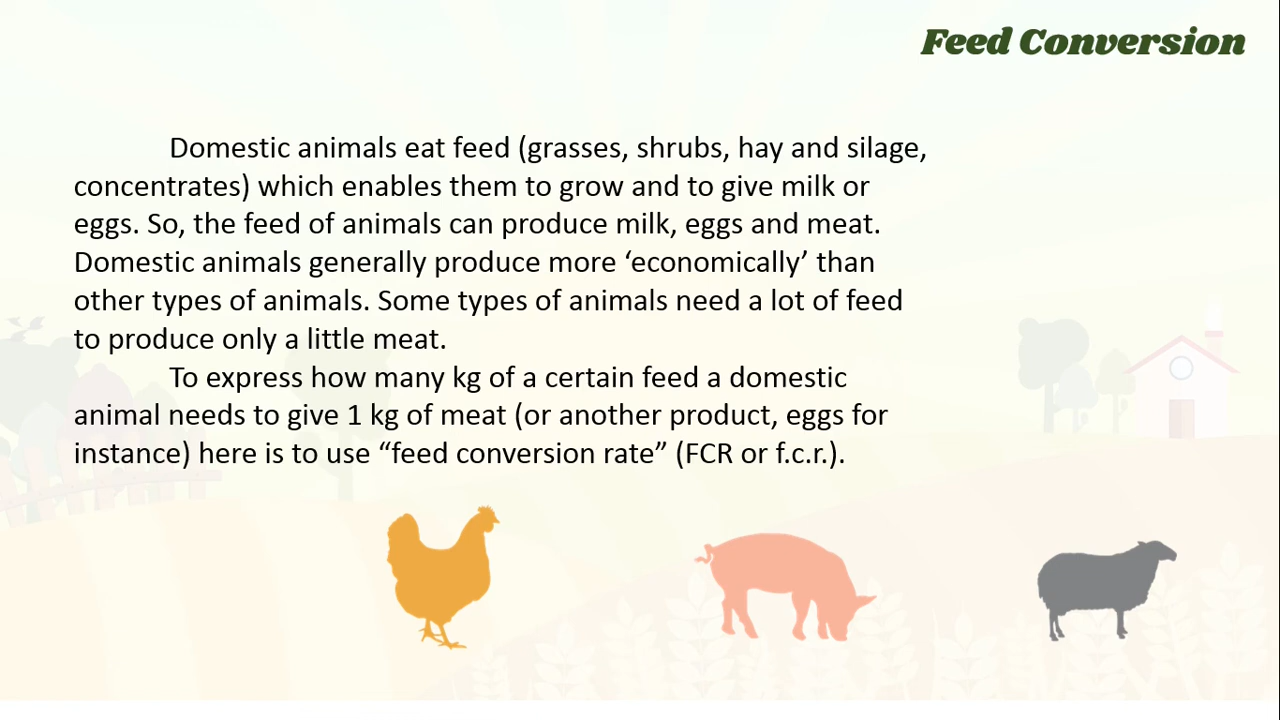 Feed Conversion
Domestic animals eat feed (grasses, shrubs, hay and silage,
concentrates) which enables them to grow and to give milk or
eggs. So, the feed of animals can produce milk, eggs and meat.
Domestic animals generally produce more ‘economically’ than
other types of animals. Some types of animals need a lot of feed
to produce only a little meat.
To express how many kg of a certain feed a domestic
animal needs to give 1 kg of meat (or another product, eggs for
instance) here is to use “feed conversion rate” (FCR or f.c.r.).